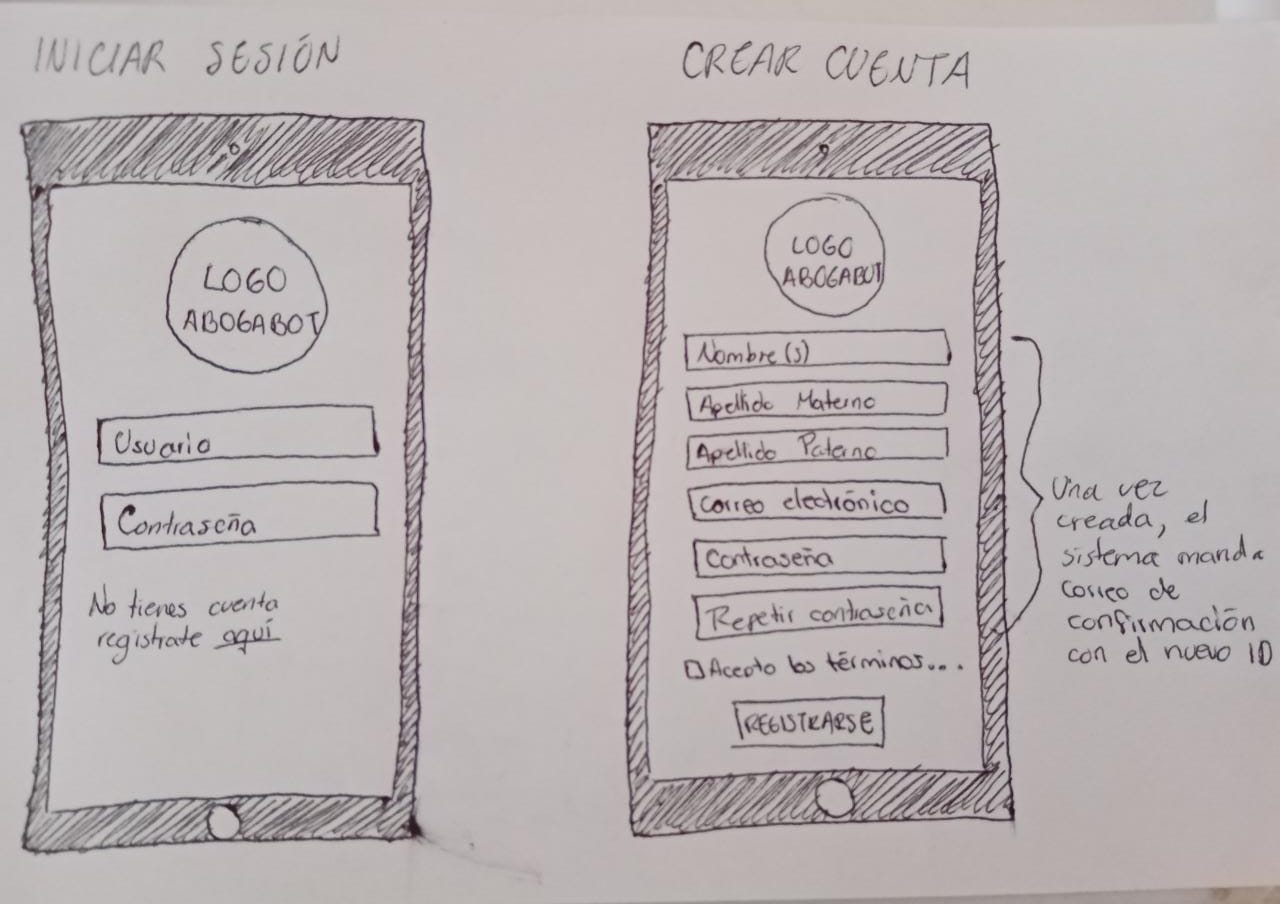 INICIAR SESIÓN
LOGO
ABOGABOT
Usuario
Contraseña
No tienes cuenta
registrate aquí
CREAR CUENTA
LOGO
ABOGABOT
Nombre(s)
Apellido Materno
Apellido Paterno
Correo electrónico
Contraseña
Repetir contraseña
Acepto los términos...
REGISTRARSE
Una vez
creada, el
sistema manda
correo de
confirmación
con el nuevo ID